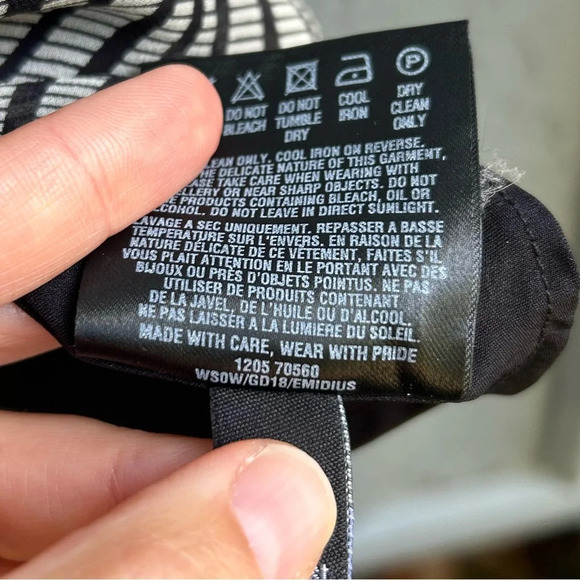 DO NOT BLEACH
DO NOT TUMBLE DRY
COOL IRON
P
DRY CLEAN ONLY
CLEAN ONLY. COOL IRON ON REVERSE.
THE DELICATE NATURE OF THIS GARMENT,
TAKE CARE WHEN WEARING WITH
OR NEAR SHARP OBJECTS. DO NOT
PRODUCTS CONTAINING BLEACH, OIL OR
ALCOHOL. DO NOT LEAVE IN DIRECT SUNLIGHT.
LAVAGE A SEC UNIQUEMENT. REPASSER A BASSE
TEMPÉRATURE SUR L'ENVERS. EN RAISON DE LA
NATURE DÉLICATE DE CE VÊTEMENT, FAITES S'IL
VOUS PLAIT ATTENTION EN LE PORTANT AVEC DES
BIJOUX OU PRÈS D'OBJETS POINTUS. NE PAS
UTILISER DE PRODUITS CONTENANT
DE LA JAVEL, DE L'HUILE OU D'ALCOOL.
NE PAS LAISSER A LA LUMIÈRE DU SOLEIL.
MADE WITH CARE, WEAR WITH PRIDE
1205 70560
WS0W/GD18/EMIDIUS